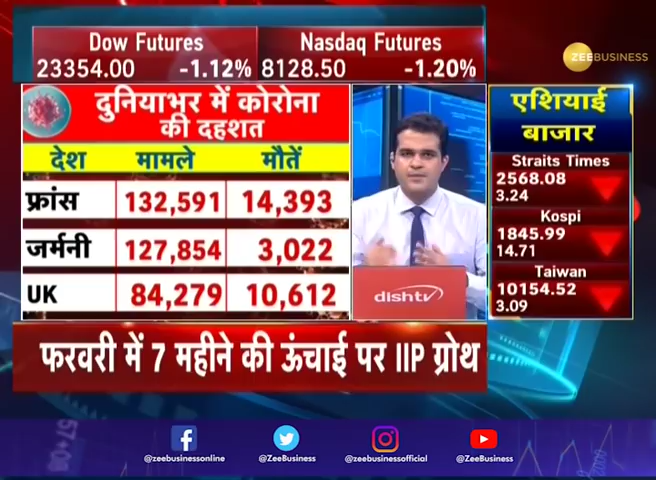 Dow Futures
23354.00 -1.12%
Nasdaq Futures
8128.50 -1.20%
ZEE BUSINESS
दुनियाभर में कोरोना
की दहशत
देश मामले मौतें
फ्रांस 132,591 14,393
जर्मनी 127,854 3,022
UK 84,279 10,612
dishtv
एशियाई
बाजार
Straits Times
2568.08
3.24
Kospi
1845.99
14.71
Taiwan
10154.52
3.09
फरवरी में 7 महीने की ऊंचाई पर IIP ग्रोथ
@zeebusinessonline
@ZeeBusiness
@zeebusinessofficial
@ZeeBusiness